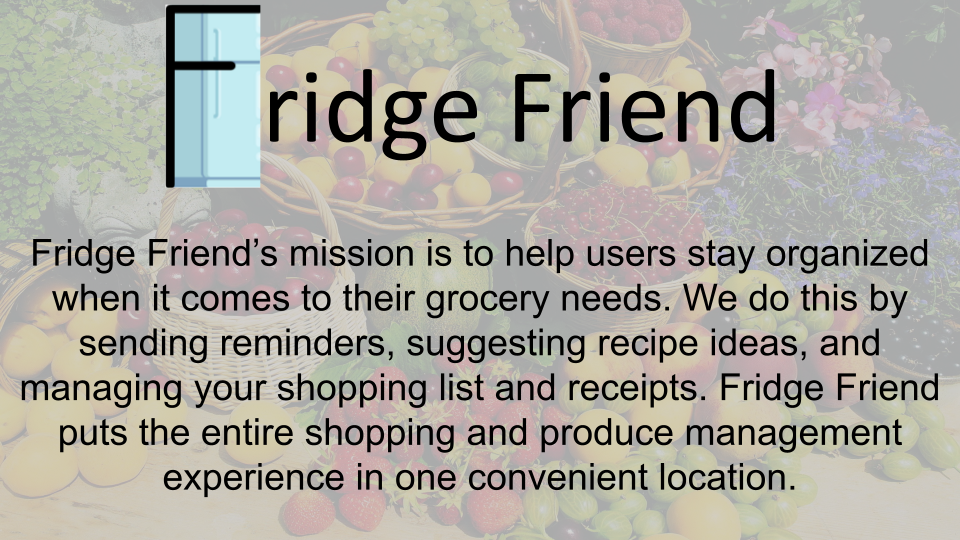 Fridge Friend
Fridge Friend’s mission is to help users stay organized
when it comes to their grocery needs. We do this by
sending reminders, suggesting recipe ideas, and
managing your shopping list and receipts. Fridge Friend
puts the entire shopping and produce management
experience in one convenient location.